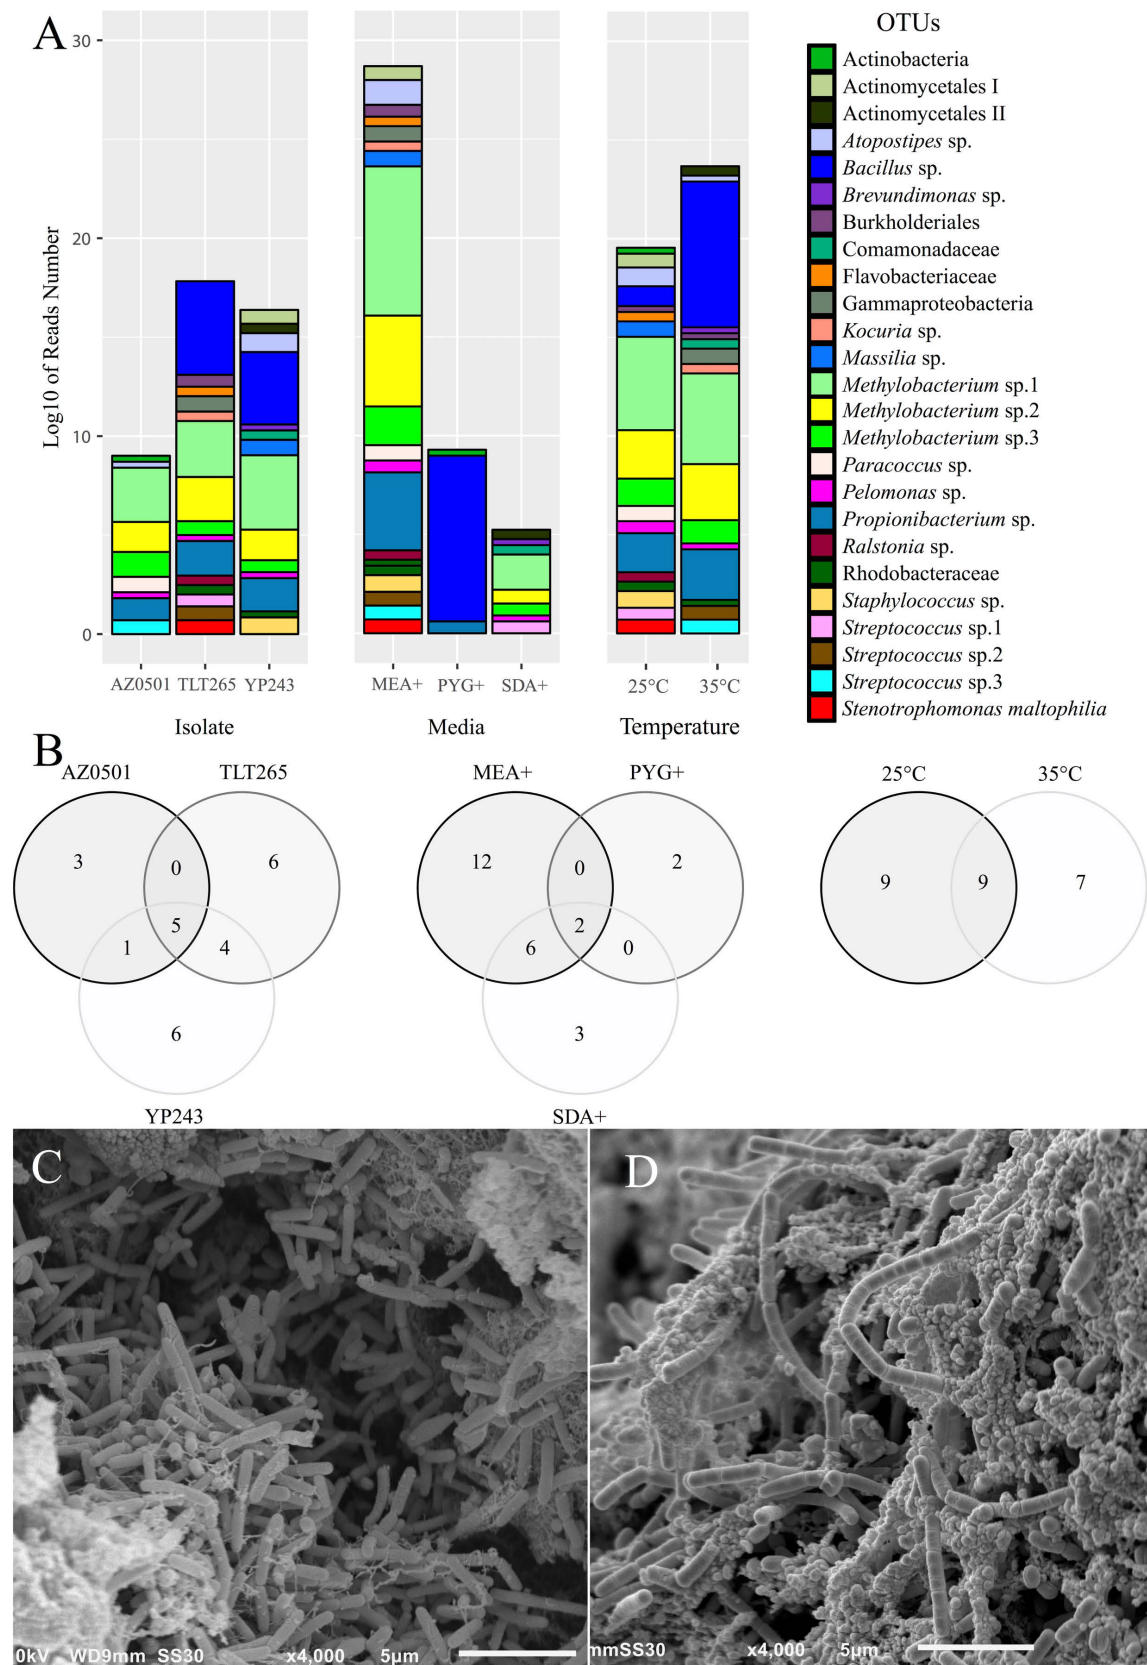 A
30
20
10
0
Log10 of Reads Number
AZ0501 TLT265 YP243
Isolate
MEA+ PYG+ SDA+
Media
25°C 35°C
Temperature
OTUs
Actinobacteria
Actinomycetales I
Actinomycetales II
Atopostipes sp.
Bacillus sp.
Brevundimonas sp.
Burkholderiales
Comamonadaceae
Flavobacteriaceae
Gammaproteobacteria
Kocuria sp.
Massilia sp.
Methylobacterium sp.1
Methylobacterium sp.2
Methylobacterium sp.3
Paracoccus sp.
Pelomonas sp.
Propionibacterium sp.
Ralstonia sp.
Rhodobacteraceae
Staphylococcus sp.
Streptococcus sp.1
Streptococcus sp.2
Streptococcus sp.3
Stenotrophomonas maltophilia
B
AZ0501 TLT265
3 0 6
5
1 4
6
YP243
MEA+ PYG+
12 0 2
2
6 0
3
SDA+
25°C 35°C
9 9 7
C
0kV WD9mm SS30 x4,000 5µm
D
mmSS30 x4,000 5µm